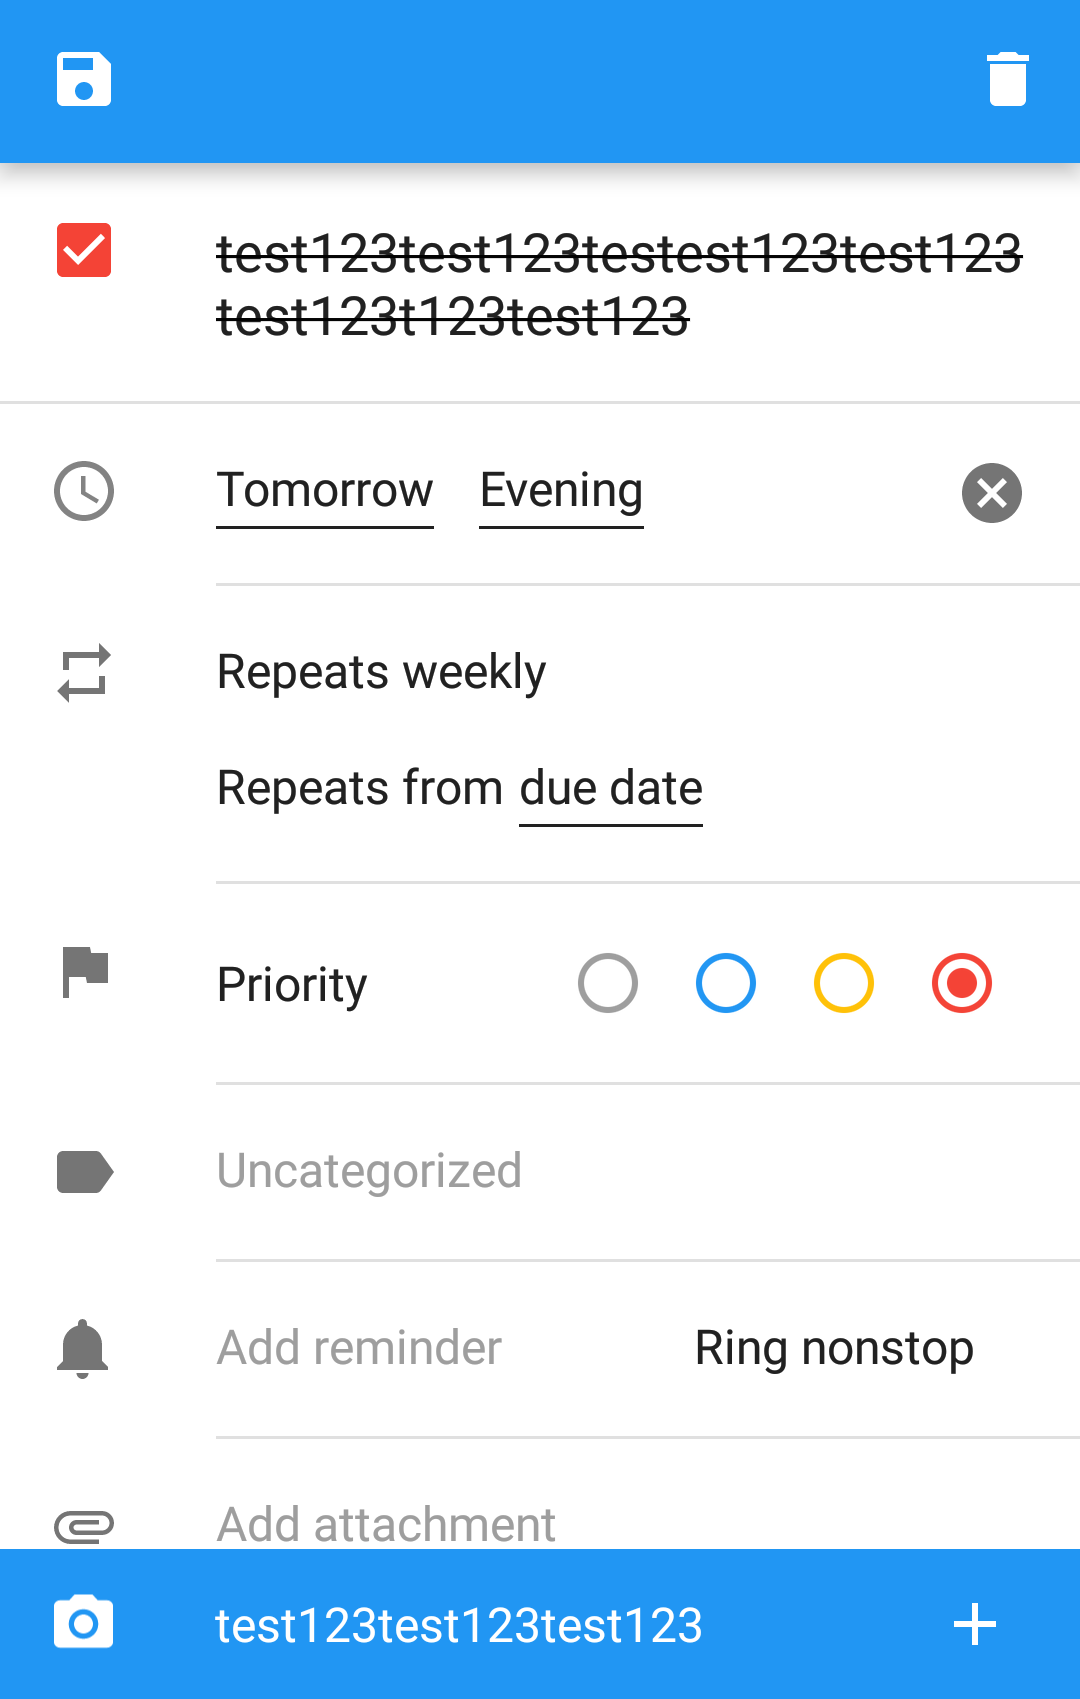 test123test123testest123test123
test123t123test123
Tomorrow Evening
Repeats weekly
Repeats from due date
Priority
Uncategorized
Add reminder Ring nonstop
Add attachment
test123test123test123